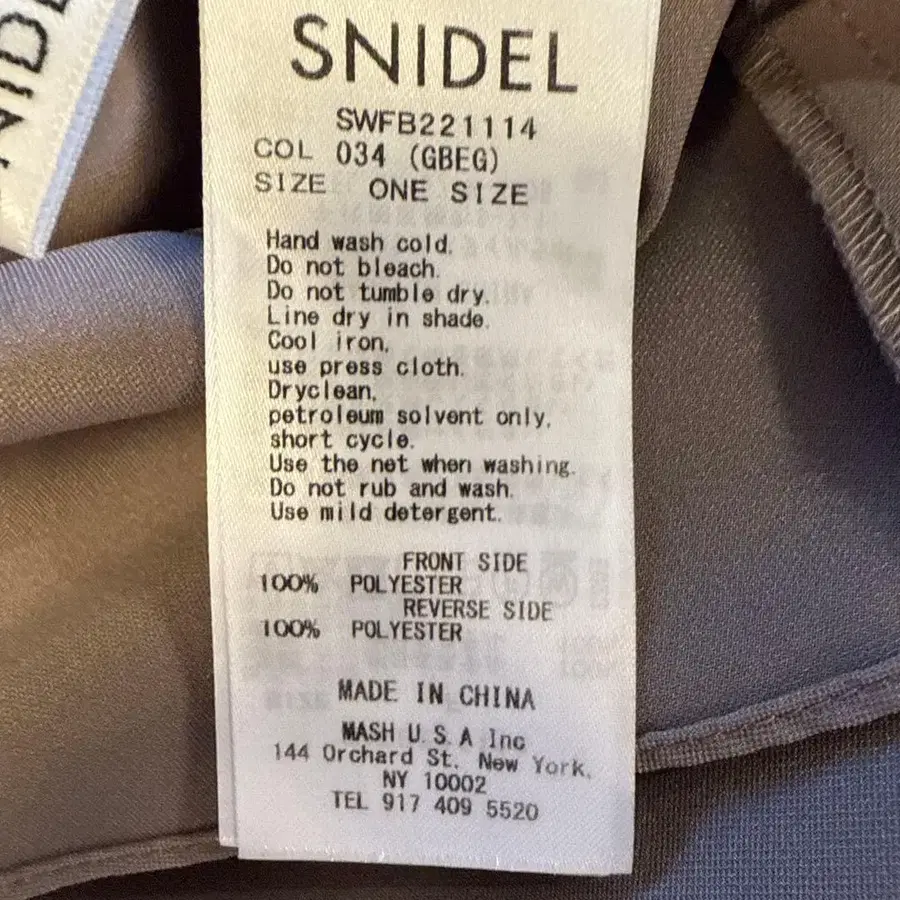 SNIDEL
SWFB221114
COL 034 (GBEG)
SIZE ONE SIZE
Hand wash cold.
Do not bleach.
Do not tumble dry.
Line dry in shade.
Cool iron,
use press cloth.
Dryclean,
petroleum solvent only,
short cycle.
Use the net when washing.
Do not rub and wash.
Use mild detergent.
FRONT SIDE
100% POLYESTER
REVERSE SIDE
100% POLYESTER
MADE IN CHINA
MASH U.S.A Inc
144 Orchard St. New York,
NY 10002
TEL 917 409 5520